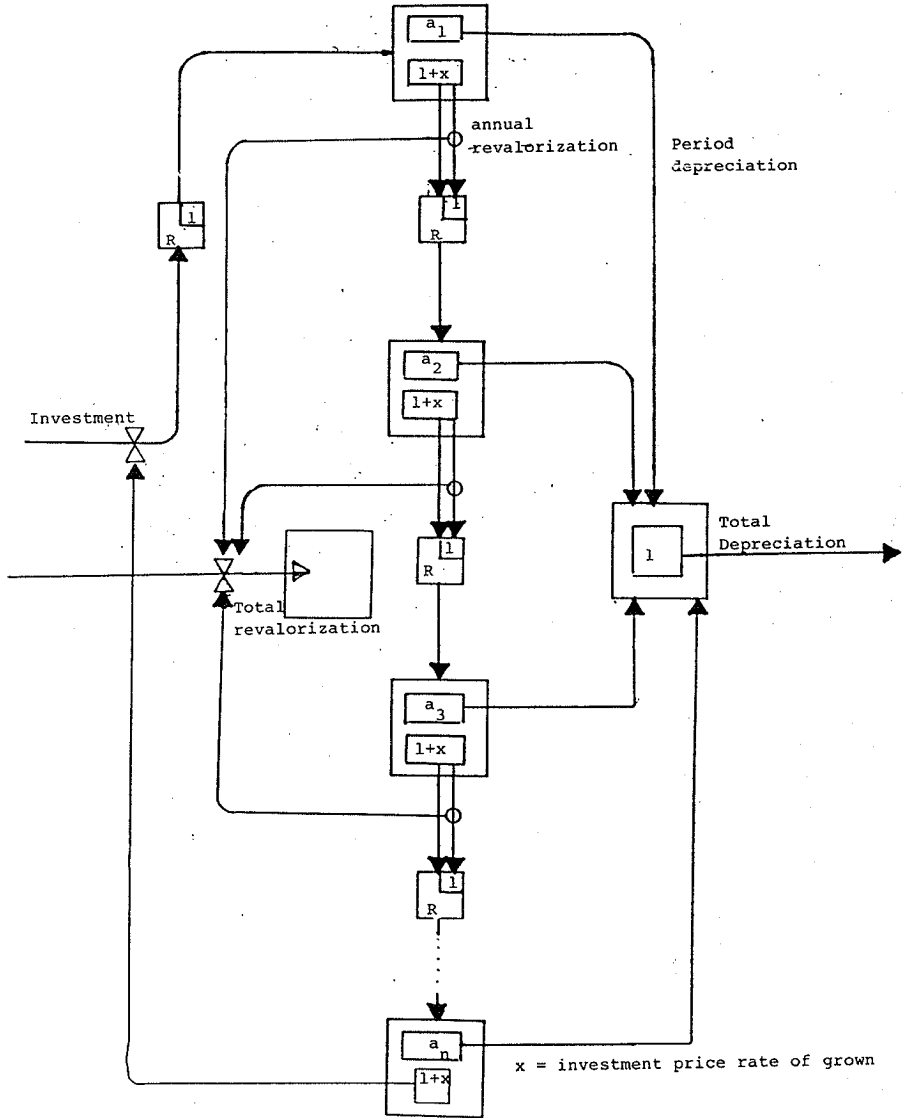 a1
1+x
annual
revalorization
Period
depreciation
1
R
1
R
a2
1+x
Investment
1
R
1
Total
Depreciation
Total
revalorization
a3
1+x
1
R
an
1+x
x = investment price rate of grown